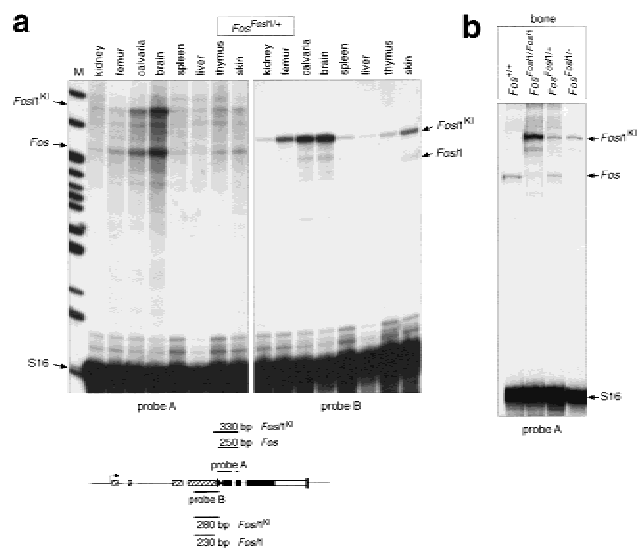 a
Fos^Fosl1/+
M kidney femur calvaria brain spleen liver thymus skin
kidney femur calvaria brain spleen liver thymus skin
Fosl1^KI
Fos
S16
Fosl1^KI
Fosl1
probe A
probe B
330 bp Fosl1^KI
250 bp Fos
probe A
probe B
280 bp Fosl1^KI
230 bp Fosl1
b
bone
Fos^+/+ Fos^Fosl1/Fosl1 Fos^Fosl1/+ Fos^Fosl1/-
Fosl1^KI
Fos
S16
probe A